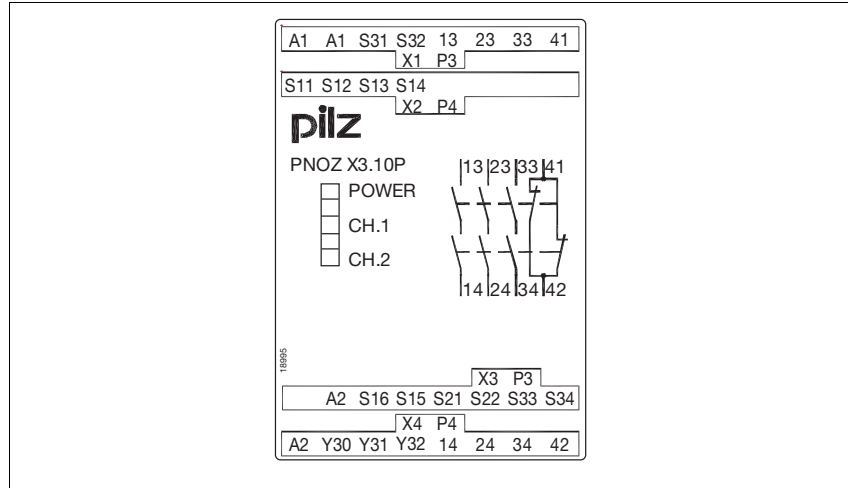 A1 A1 S31 S32 13 23 33 41
X1 P3
S11 S12 S13 S14
X2 P4
pilz
PNOZ X3.10P
POWER
CH.1
CH.2
13 23 33 41
14 24 34 42
18995
X3 P3
A2 S16 S15 S21 S22 S33 S34
X4 P4
A2 Y30 Y31 Y32 14 24 34 42